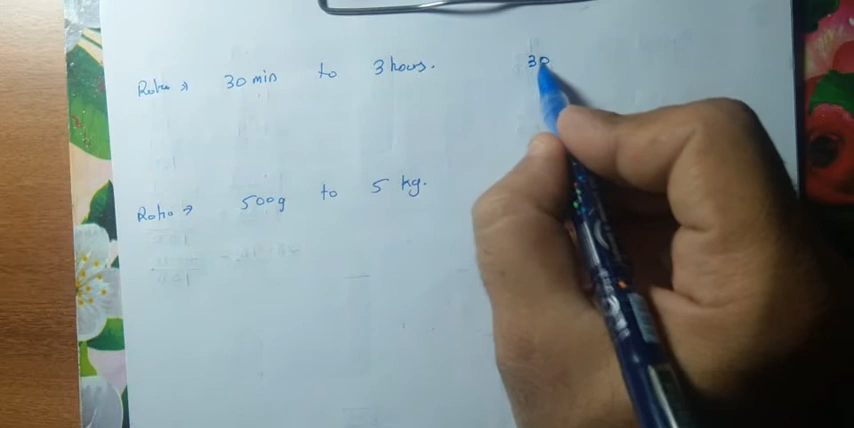 Ratio → 30 min to 3 hours. 30
Ratio → 500g to 5 kg.